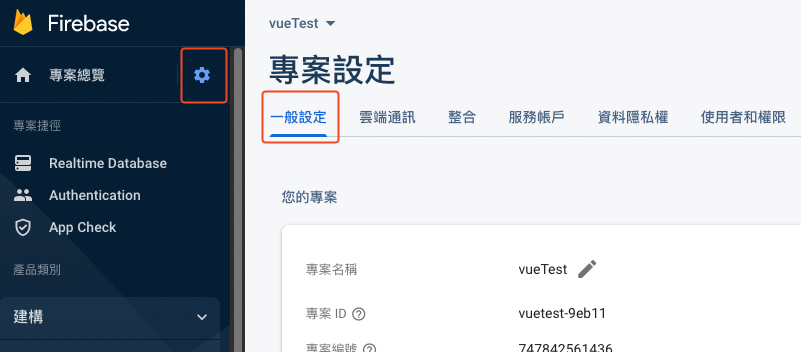 Firebase
專案總覽
專案捷徑
Realtime Database
Authentication
App Check
產品類別
建構
vueTest
專案設定
一般設定 雲端通訊 整合 服務帳戶 資料隱私權 使用者和權限
您的專案
專案名稱 vueTest
專案 ID vuetest-9eb11
專案編號 747842561436